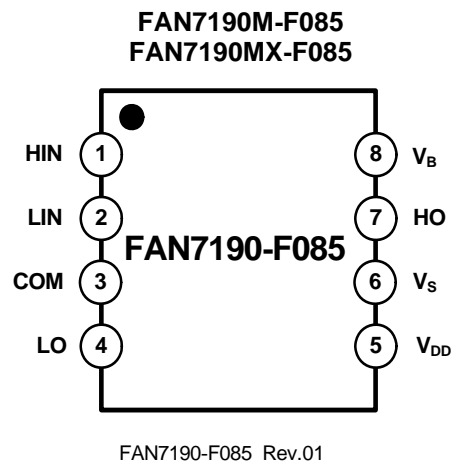 FAN7190M-F085
FAN7190MX-F085
HIN 1 8 VB
LIN 2 7 HO
FAN7190-F085
COM 3 6 VS
LO 4 5 VDD
FAN7190-F085 Rev.01